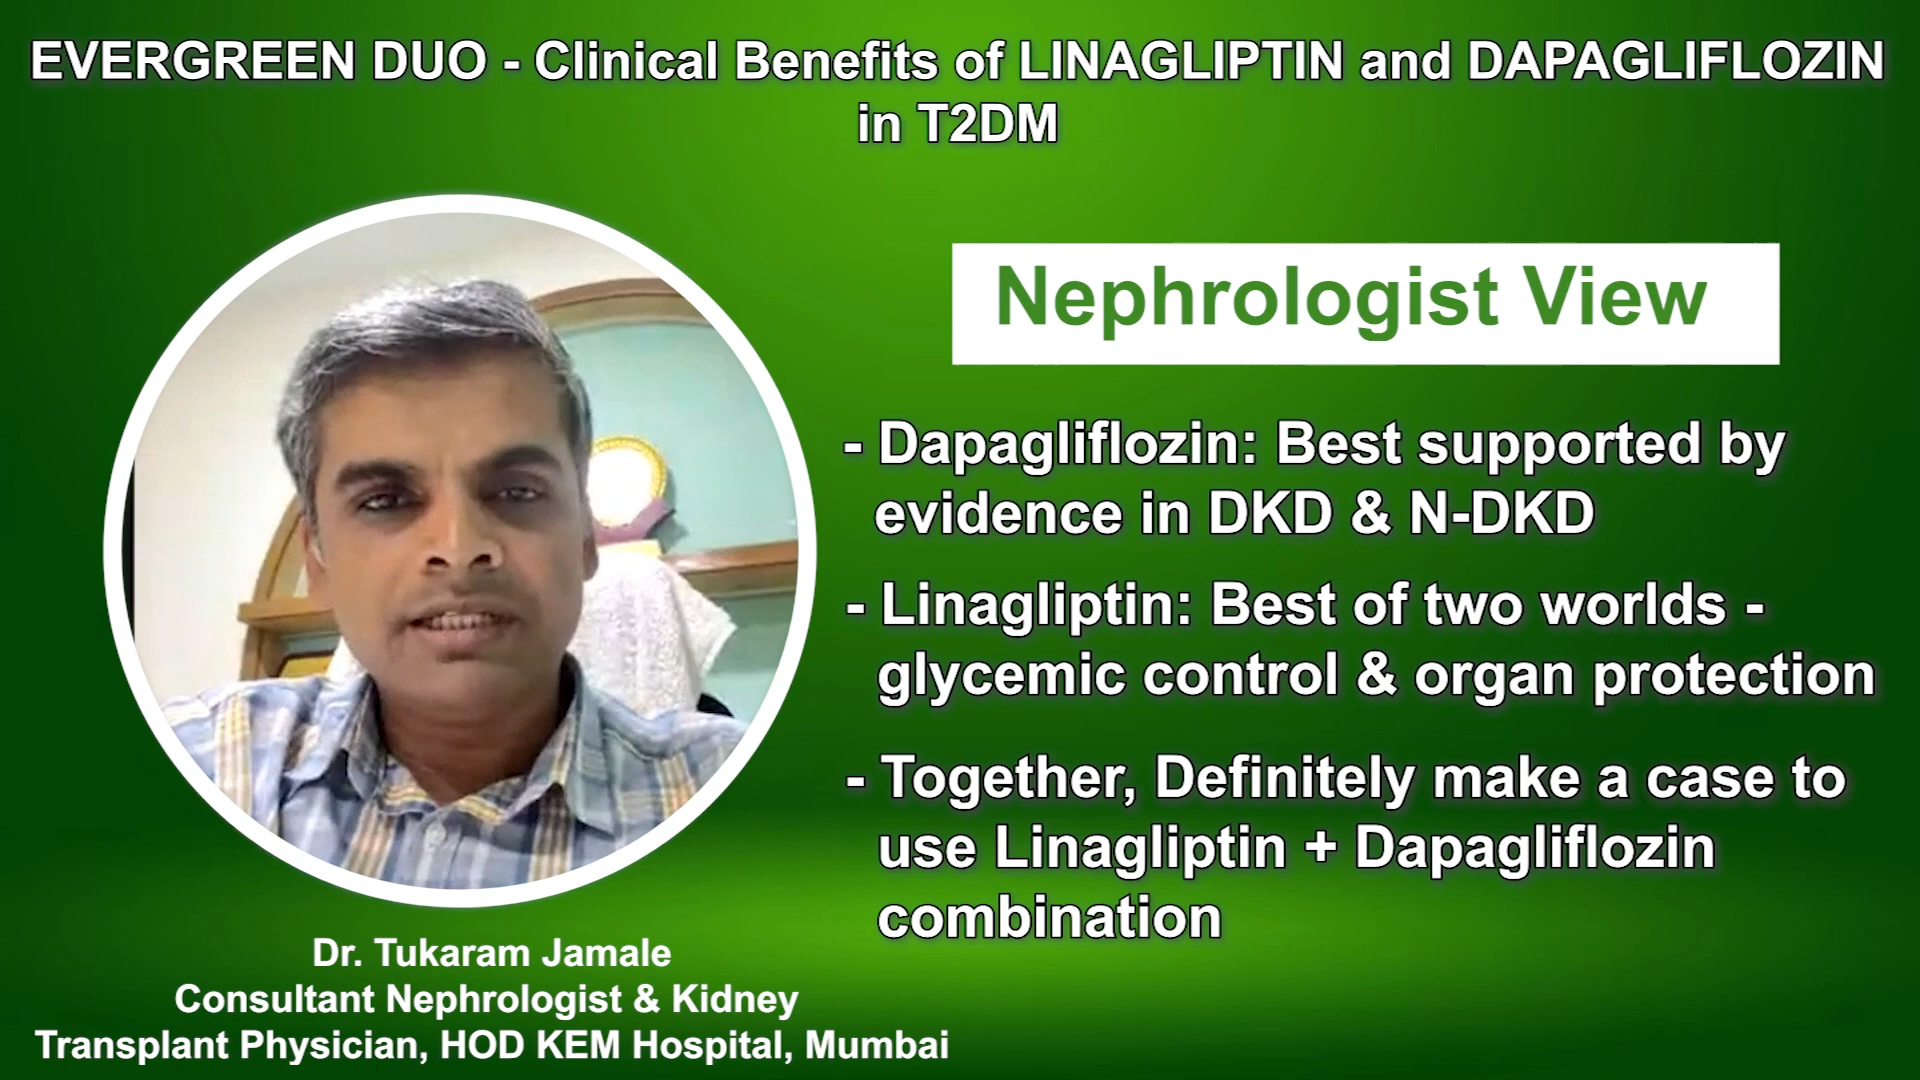 EVERGREEN DUO - Clinical Benefits of LINAGLIPTIN and DAPAGLIFLOZIN
in T2DM
Nephrologist View
- Dapagliflozin: Best supported by
evidence in DKD & N-DKD
- Linagliptin: Best of two worlds -
glycemic control & organ protection
- Together, Definitely make a case to
use Linagliptin + Dapagliflozin
combination
Dr. Tukaram Jamale
Consultant Nephrologist & Kidney
Transplant Physician, HOD KEM Hospital, Mumbai